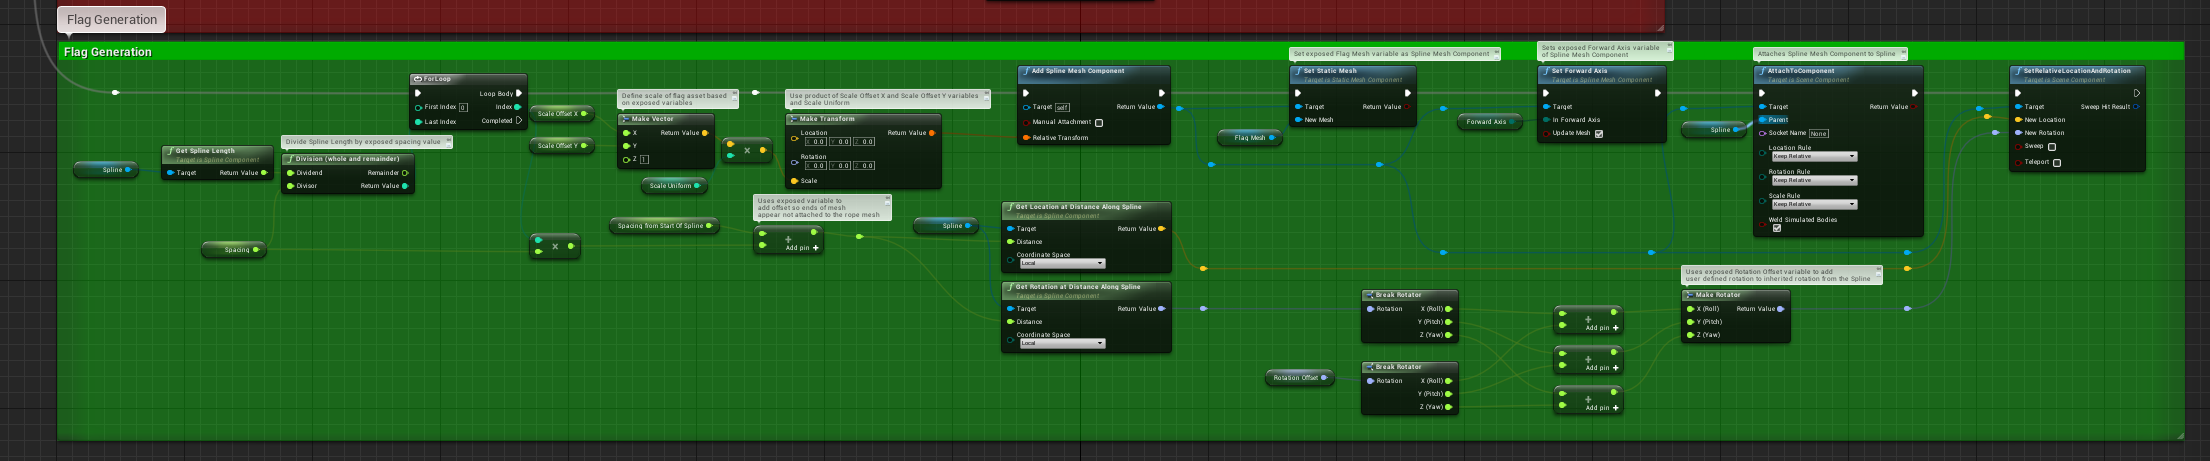 Flag Generation
Flag Generation
Divide Spline Length by exposed spacing value
Spline
Get Spline Length
Target is Spline Component
Target
Return Value
Division (whole and remainder)
Dividend
Remainder
Divisor
Return Value
Spacing
ForLoop
Loop Body
First Index 0
Index
Last Index
Completed
Scale Offset X
Scale Offset Y
Define scale of flag asset based
on exposed variables
Make Vector
X
Return Value
Y
Z 1
Scale Uniform
×
×
Use product of Scale Offset X and Scale Offset Y variables
and Scale Uniform
Make Transform
Location
Return Value
X 0.0 Y 0.0 Z 0.0
Rotation
X 0.0 Y 0.0 Z 0.0
Scale
Uses exposed variable to
add offset so ends of mesh
appear not attached to the rope mesh
Spacing from Start Of Spline
+
Add pin +
Add Spline Mesh Component
Target self
Return Value
Manual Attachment
Relative Transform
Spline
Get Location at Distance Along Spline
Target is Spline Component
Target
Return Value
Distance
Coordinate Space
Local
Get Rotation at Distance Along Spline
Target is Spline Component
Target
Return Value
Distance
Coordinate Space
Local
Set exposed Flag Mesh variable as Spline Mesh Component
Flag Mesh
Set Static Mesh
Target is Static Mesh Component
Target
Return Value
New Mesh
Sets exposed Forward Axis variable
of Spline Mesh Component
Forward Axis
Set Forward Axis
Target is Spline Mesh Component
Target
In Forward Axis
Update Mesh
Attaches Spline Mesh Component to Spline
Spline
AttachToComponent
Target is Scene Component
Target
Return Value
Parent
Socket Name None
Location Rule
Keep Relative
Rotation Rule
Keep Relative
Scale Rule
Keep Relative
Weld Simulated Bodies
SetRelativeLocationAndRotation
Target is Scene Component
Target
Sweep Hit Result
New Location
New Rotation
Sweep
Teleport
Break Rotator
Rotation
X (Roll)
Y (Pitch)
Z (Yaw)
Rotation Offset
Break Rotator
Rotation
X (Roll)
Y (Pitch)
Z (Yaw)
+
Add pin +
+
Add pin +
+
Add pin +
Uses exposed Rotation Offset variable to add
user defined rotation to inherited rotation from the Spline
Make Rotator
X (Roll)
Return Value
Y (Pitch)
Z (Yaw)